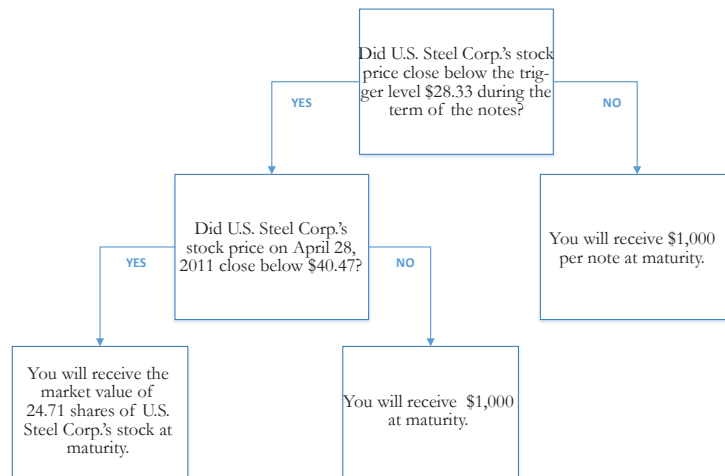 Did U.S. Steel Corp.'s stock
price close below the trig-
ger level $28.33 during the
term of the notes?
YES
NO
Did U.S. Steel Corp.'s
stock price on April 28,
2011 close below $40.47?
You will receive $1,000
per note at maturity.
YES
NO
You will receive the
market value of
24.71 shares of U.S.
Steel Corp.'s stock at
maturity.
You will receive $1,000
at maturity.